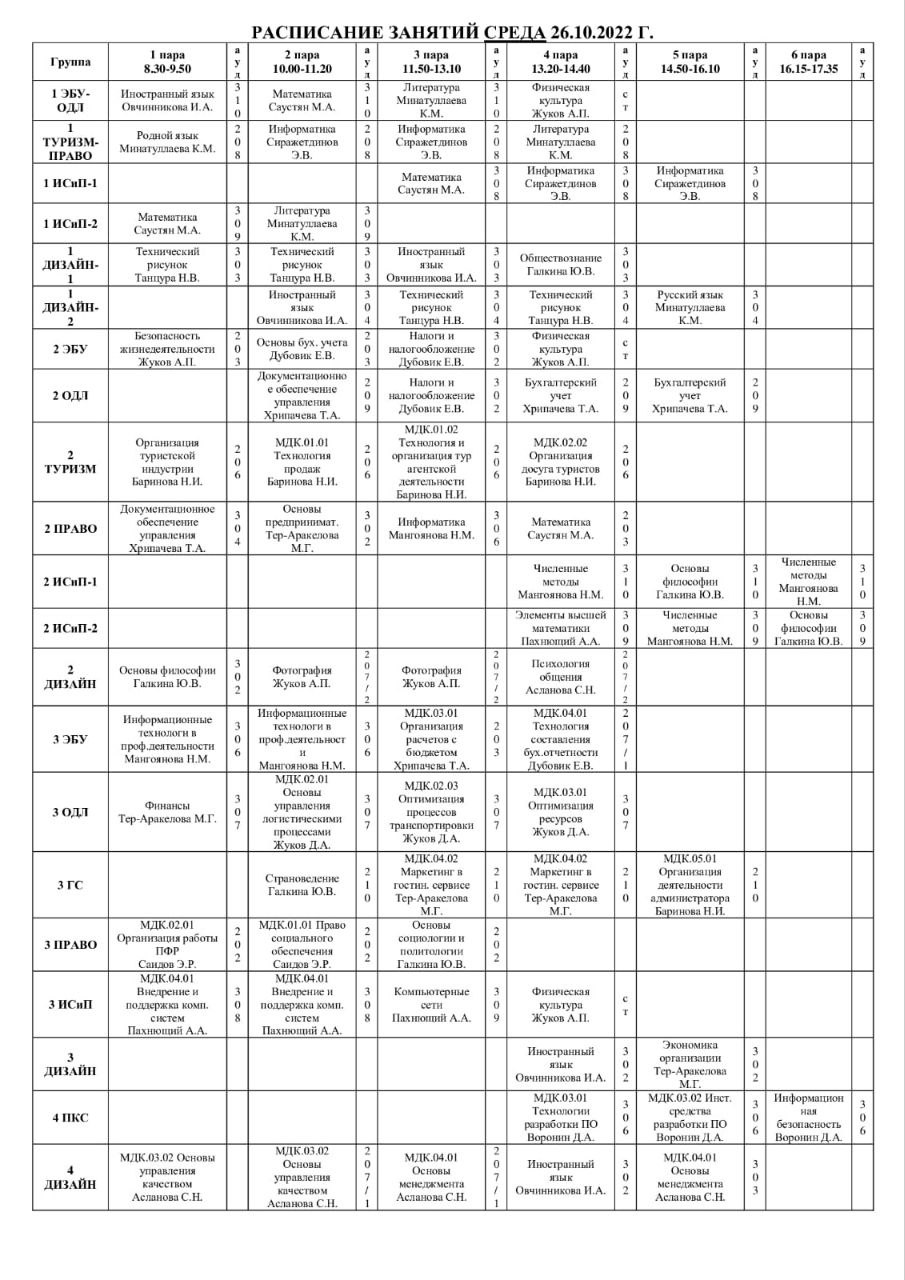 РАСПИСАНИЕ ЗАНЯТИЙ СРЕДА 26.10.2022 Г.
Группа
1 пара
8.30-9.50
ауд
2 пара
10.00-11.20
ауд
3 пара
11.50-13.10
ауд
4 пара
13.20-14.40
ауд
5 пара
14.50-16.10
ауд
6 пара
16.15-17.35
ауд
1 ЭБУ-
ОДЛ
Иностранный язык
Овчинникова И.А.
310
Математика
Саустян М.А.
310
Литература
Минатуллаева
К.М.
310
Физическая
культура
Жуков А.П.
ст
1
ТУРИЗМ-
ПРАВО
Родной язык
Минатуллаева К.М.
208
Информатика
Сиражетдинов
Э.В.
208
Информатика
Сиражетдинов
Э.В.
208
Литература
Минатуллаева
К.М.
208
1 ИСиП-1
Математика
Саустян М.А.
308
Информатика
Сиражетдинов
Э.В.
308
Информатика
Сиражетдинов
Э.В.
308
1 ИСиП-2
Математика
Саустян М.А.
309
Литература
Минатуллаева
К.М.
309
1
ДИЗАЙН-
1
Технический
рисунок
Танцура Н.В.
303
Технический
рисунок
Танцура Н.В.
303
Иностранный
язык
Овчинникова И.А.
303
Обществознание
Галкина Ю.В.
303
1
ДИЗАЙН-
2
Иностранный
язык
Овчинникова И.А.
304
Технический
рисунок
Танцура Н.В.
304
Технический
рисунок
Танцура Н.В.
304
Русский язык
Минатуллаева
К.М.
304
2 ЭБУ
Безопасность
жизнедеятельности
Жуков А.П.
203
Основы бух. учета
Дубовик Е.В.
203
Налоги и
налогообложение
Дубовик Е.В.
302
Физическая
культура
Жуков А.П.
ст
2 ОДЛ
Документационно
е обеспечение
управления
Хрипачева Т.А.
209
Налоги и
налогообложение
Дубовик Е.В.
302
Бухгалтерский
учет
Хрипачева Т.А.
209
Бухгалтерский
учет
Хрипачева Т.А.
209
2
ТУРИЗМ
Организация
туристской
индустрии
Баринова Н.И.
206
МДК.01.01
Технология
продаж
Баринова Н.И.
206
МДК.01.02
Технология и
организация тур
агентской
деятельности
Баринова Н.И.
206
МДК.02.02
Организация
досуга туристов
Баринова Н.И.
206
2 ПРАВО
Документационное
обеспечение
управления
Хрипачева Т.А.
304
Основы
предпринимат.
Тер-Аракелова
М.Г.
302
Информатика
Мангоянова Н.М.
306
Математика
Саустян М.А.
203
2 ИСиП-1
Численные
методы
Мангоянова Н.М.
310
Основы
философии
Галкина Ю.В.
310
Численные
методы
Мангоянова
Н.М.
310
2 ИСиП-2
Элементы высшей
математики
Пахнющий А.А.
309
Численные
методы
Мангоянова Н.М.
309
Основы
философии
Галкина Ю.В.
309
2
ДИЗАЙН
Основы философии
Галкина Ю.В.
302
Фотография
Жуков А.П.
207/2
Фотография
Жуков А.П.
207/2
Психология
общения
Асланова С.Н.
207/2
3 ЭБУ
Информационные
технологи в
проф.деятельности
Мангоянова Н.М.
306
Информационные
технологи в
проф.деятельност
и
Мангоянова Н.М.
306
МДК.03.01
Организация
расчетов с
бюджетом
Хрипачева Т.А.
203
МДК.04.01
Технология
составления
бух.отчетности
Дубовик Е.В.
207/1
3 ОДЛ
Финансы
Тер-Аракелова М.Г.
307
МДК.02.01
Основы
управления
логистическими
процессами
Жуков Д.А.
307
МДК.02.03
Оптимизация
процессов
транспортировки
Жуков Д.А.
307
МДК.03.01
Оптимизация
ресурсов
Жуков Д.А.
307
3 ГС
Страноведение
Галкина Ю.В.
210
МДК.04.02
Маркетинг в
гостин. сервисе
Тер-Аракелова
М.Г.
210
МДК.04.02
Маркетинг в
гостин. сервисе
Тер-Аракелова
М.Г.
210
МДК.05.01
Организация
деятельности
администратора
Баринова Н.И.
210
3 ПРАВО
МДК.02.01
Организация работы
ПФР
Саидов Э.Р.
202
МДК.01.01 Право
социального
обеспечения
Саидов Э.Р.
202
Основы
социологии и
политологии
Галкина Ю.В.
202
3 ИСиП
МДК.04.01
Внедрение и
поддержка комп.
систем
Пахнющий А.А.
308
МДК.04.01
Внедрение и
поддержка комп.
систем
Пахнющий А.А.
308
Компьютерные
сети
Пахнющий А.А.
309
Физическая
культура
Жуков А.П.
ст
3
ДИЗАЙН
Иностранный
язык
Овчинникова И.А.
302
Экономика
организации
Тер-Аракелова
М.Г.
302
4 ПКС
МДК.03.01
Технологии
разработки ПО
Воронин Д.А.
306
МДК.03.02 Инст.
средства
разработки ПО
Воронин Д.А.
306
Информацион
ная
безопасность
Воронин Д.А.
306
4
ДИЗАЙН
МДК.03.02 Основы
управления
качеством
Асланова С.Н.
МДК.03.02
Основы
управления
качеством
Асланова С.Н.
207/1
МДК.04.01
Основы
менеджмента
Асланова С.Н.
207/1
Иностранный
язык
Овчинникова И.А.
302
МДК.04.01
Основы
менеджмента
Асланова С.Н.
303